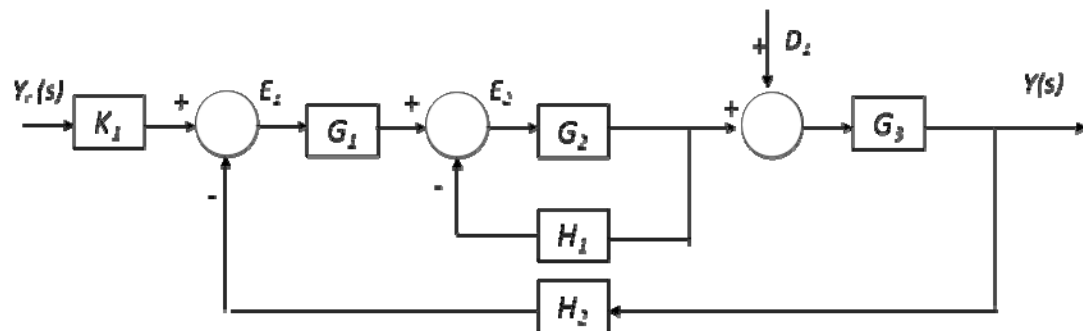 + D₁
Yᵣ(s) K₁ + E₁ G₁ + E₂ G₂ + G₃ Y(s)
- -
H₁
H₂